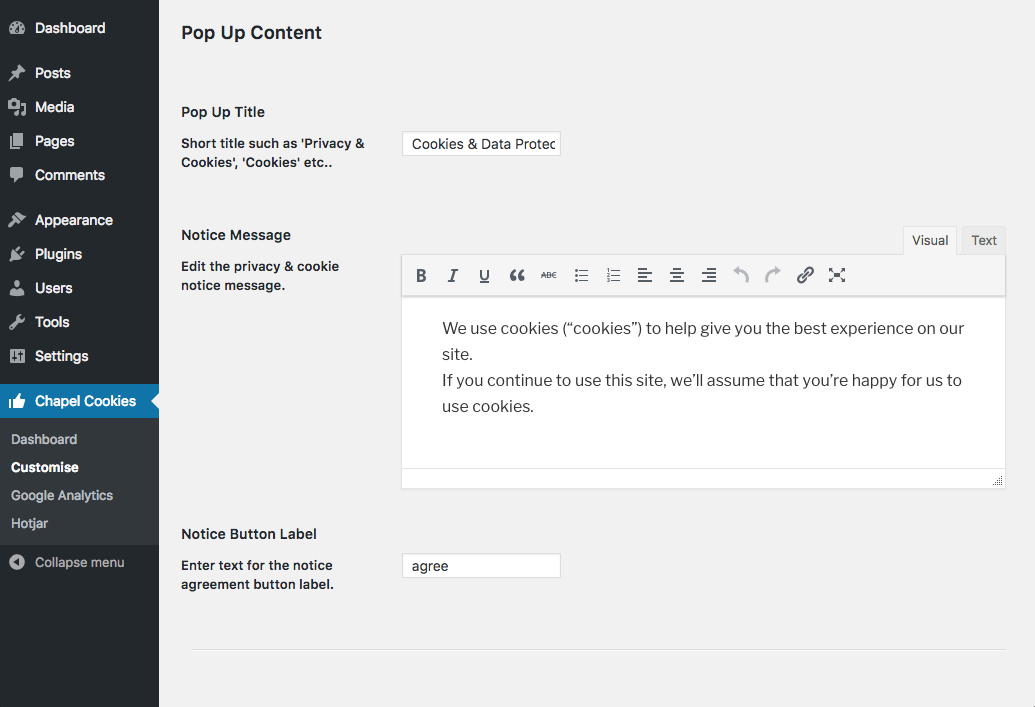 Dashboard
Posts
Media
Pages
Comments
Appearance
Plugins
Users
Tools
Settings
Chapel Cookies
Dashboard
Customise
Google Analytics
Hotjar
Collapse menu
Pop Up Content
Pop Up Title
Short title such as 'Privacy &
Cookies', 'Cookies' etc..
Cookies & Data Protec
Notice Message
Edit the privacy & cookie
notice message.
Visual Text
B I U ABC
We use cookies (“cookies”) to help give you the best experience on our
site.
If you continue to use this site, we’ll assume that you’re happy for us to
use cookies.
Notice Button Label
Enter text for the notice
agreement button label.
agree